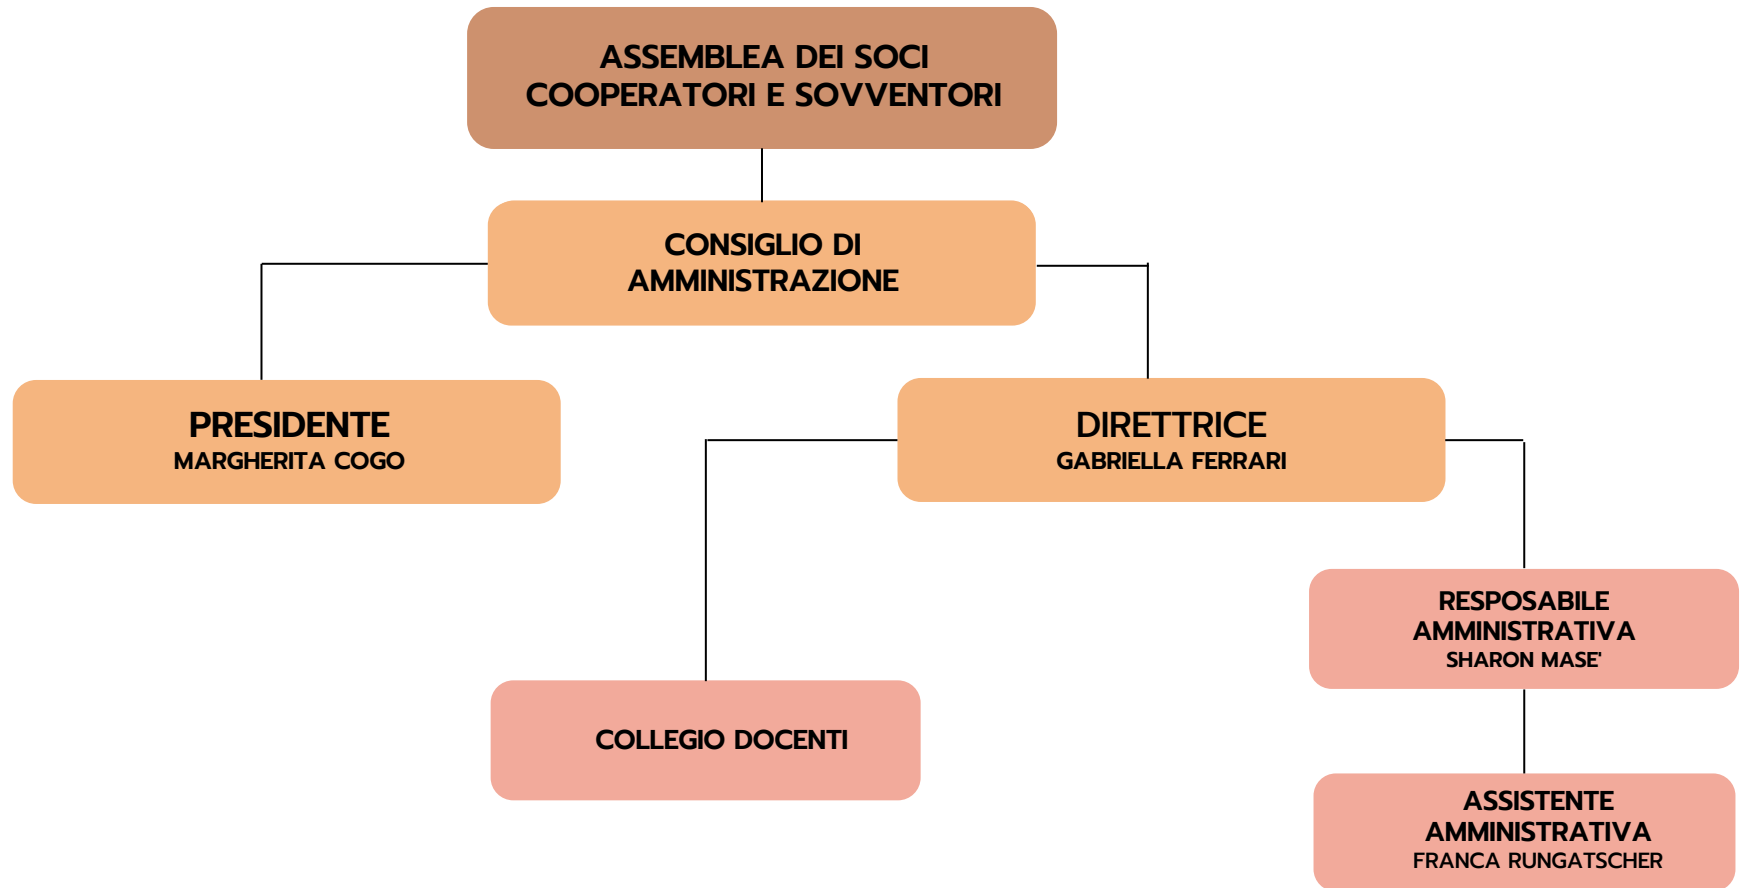 ASSEMBLEA DEI SOCI
COOPERATORI E SOVVENTORI
CONSIGLIO DI
AMMINISTRAZIONE
PRESIDENTE
MARGHERITA COGO
DIRETTRICE
GABRIELLA FERRARI
RESPOSABILE
AMMINISTRATIVA
SHARON MASE'
COLLEGIO DOCENTI
ASSISTENTE
AMMINISTRATIVA
FRANCA RUNGATSCHER